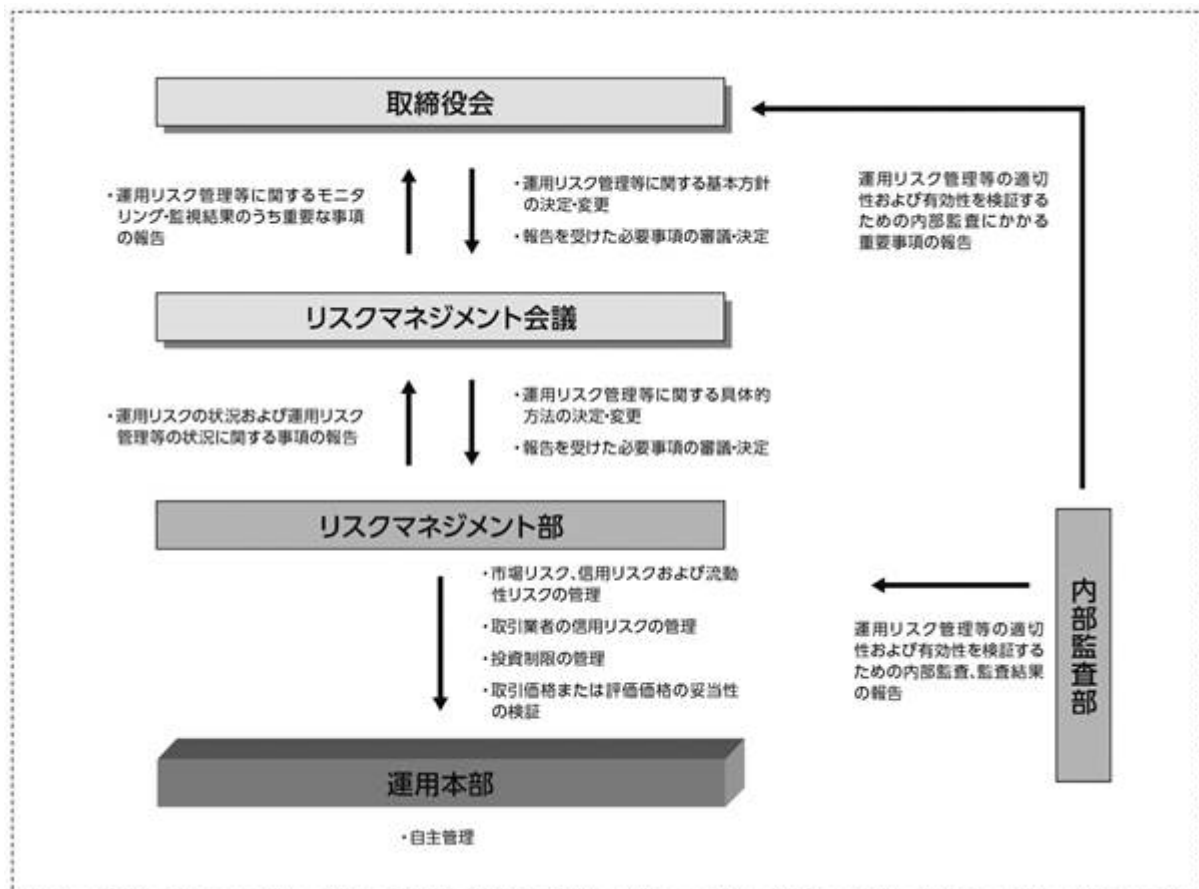 取締役会
・運用リスク管理等に関するモニタ
リング・監視結果のうち重要な事項
の報告
・運用リスク管理等に関する基本方針
の決定・変更
・報告を受けた必要事項の審議・決定
運用リスク管理等の適切
性および有効性を検証する
ための内部監査にかかる
重要事項の報告
リスクマネジメント会議
・運用リスクの状況および運用リスク
管理等の状況に関する事項の報告
・運用リスク管理等に関する具体的
方法の決定・変更
・報告を受けた必要事項の審議・決定
リスクマネジメント部
・市場リスク、信用リスクおよび流動
性リスクの管理
・取引業者の信用リスクの管理
・投資制限の管理
・取引価格または評価価格の妥当性
の検証
運用リスク管理等の適切
性および有効性を検証する
ための内部監査、監査結果
の報告
内部監査部
運用本部
・自主管理